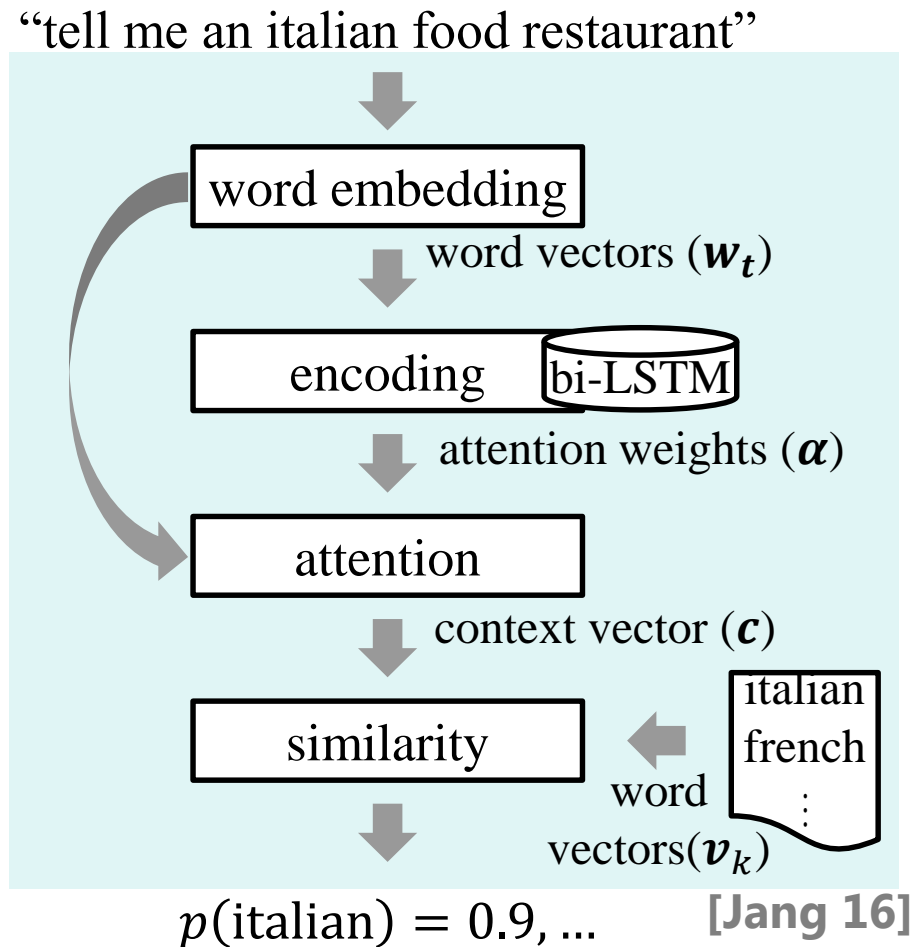 “tell me an italian food restaurant”
word embedding
word vectors (w_t)
encoding
bi-LSTM
attention weights (α)
attention
context vector (c)
similarity
italian
french
⋮
word
vectors(v_k)
p(italian) = 0.9, ...
[Jang 16]